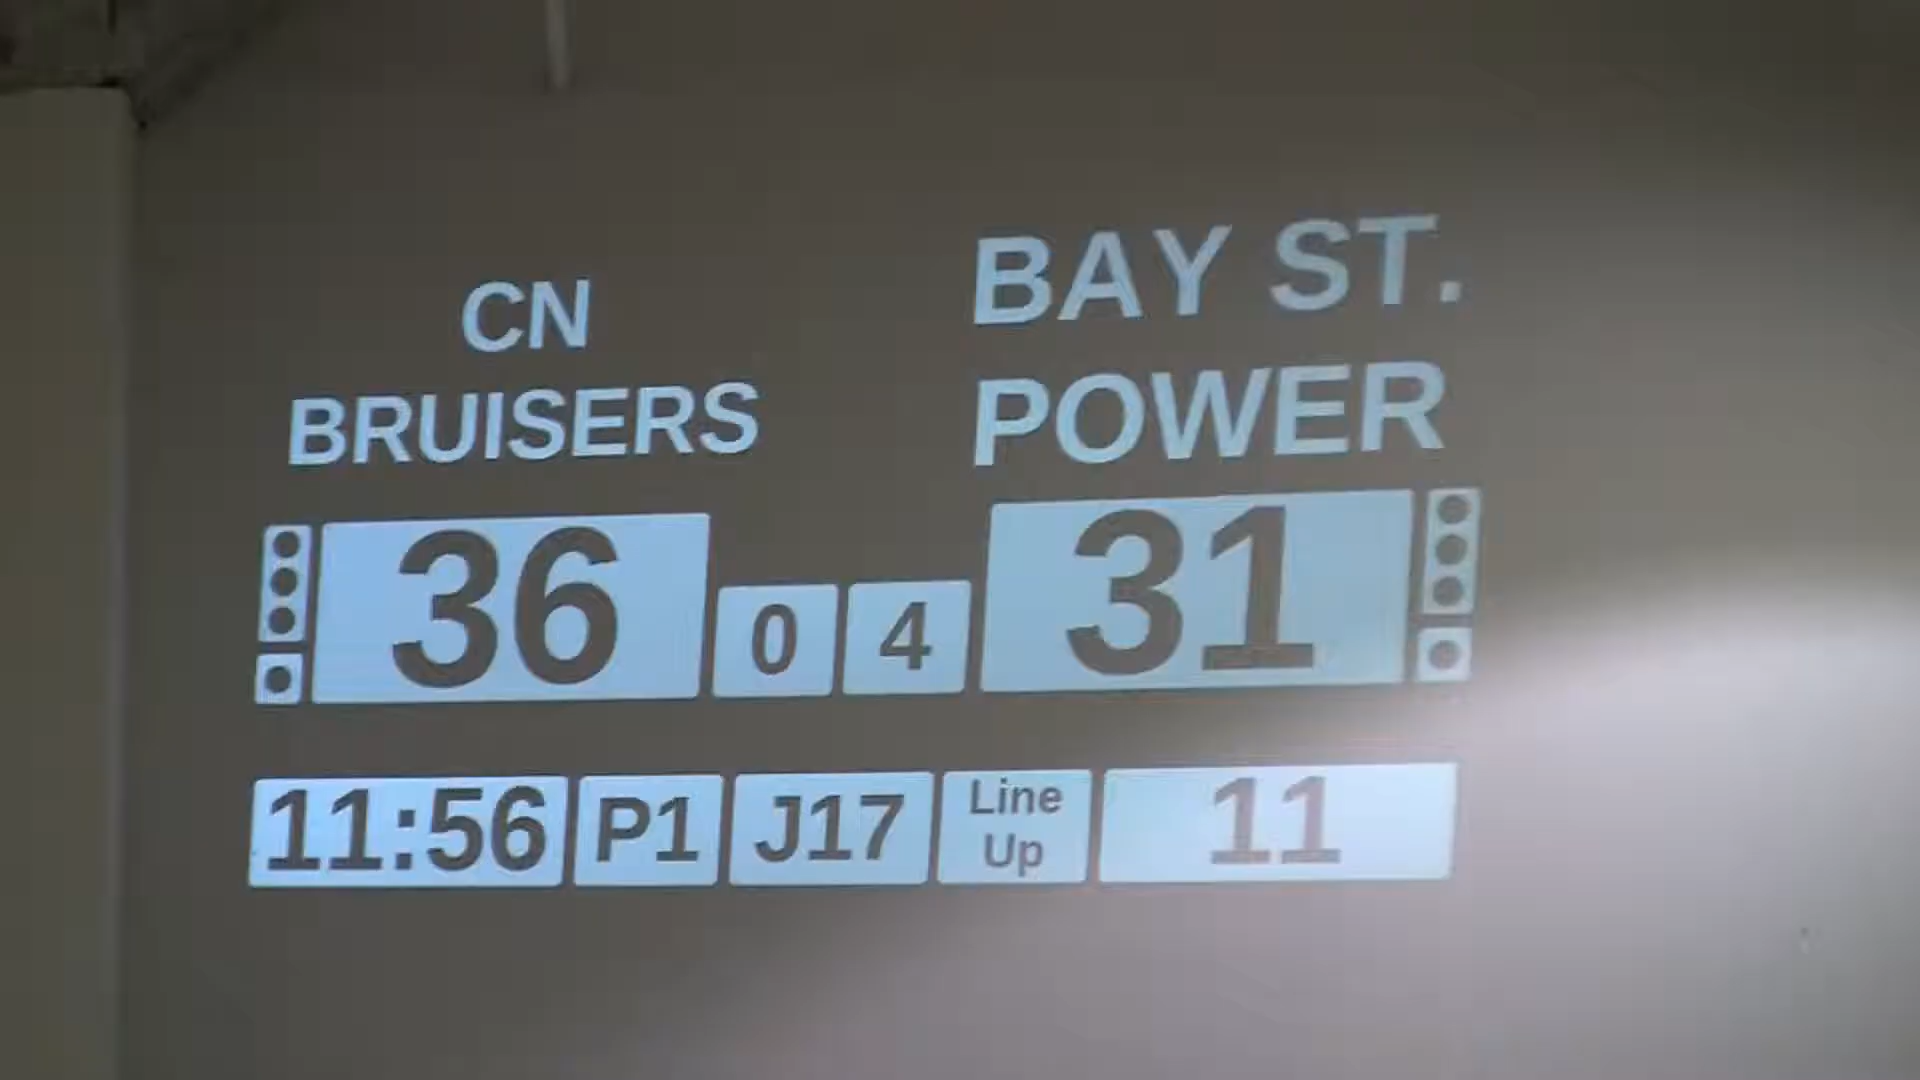 CN
BRUISERS
BAY ST.
POWER
36
0
4
31
11:56
P1
J17
Line
Up
11